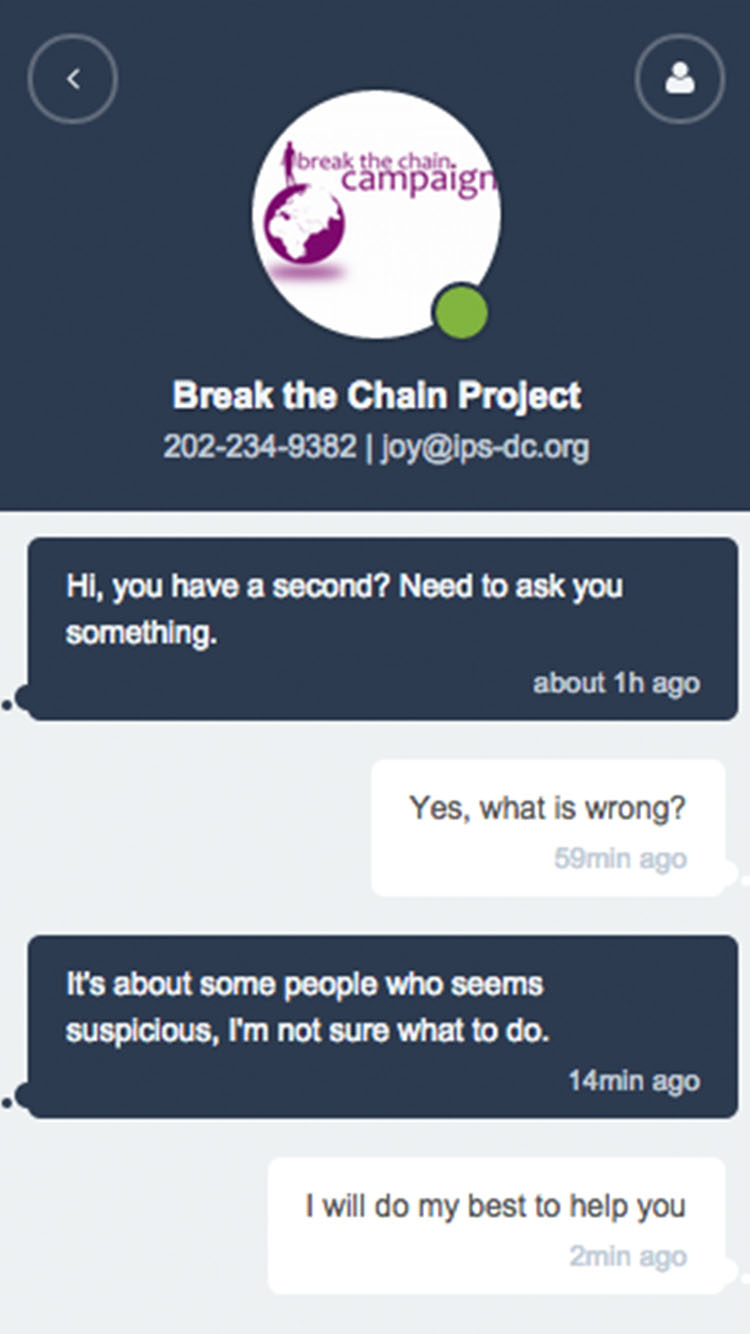 break the chain
campaign
Break the Chain Project
202-234-9382 | joy@ips-dc.org
Hi, you have a second? Need to ask you
something.
about 1h ago
Yes, what is wrong?
59min ago
It's about some people who seems
suspicious, I'm not sure what to do.
14min ago
I will do my best to help you
2min ago